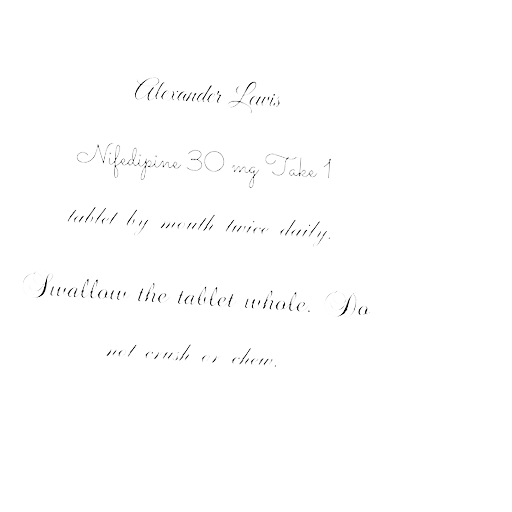 Alexander Lewis
Nifedipine 30 mg Take 1
tablet by mouth twice daily.
Swallow the tablet whole. Do
not crush or chew.